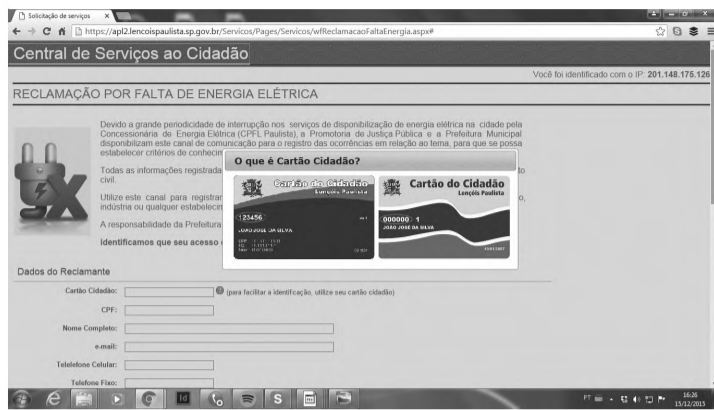 Solicitação de serviços
https://apl2.lencoispaulista.sp.gov.br/Servicos/Pages/Servicos/wfReclamacaoFaltaEnergia.aspx#
Central de Serviços ao Cidadão
Você foi identificado com o IP: 201.148.175.126
RECLAMAÇÃO POR FALTA DE ENERGIA ELÉTRICA
Devido a grande periodicidade de interrupção nos serviços de disponibilização de energia elétrica na cidade pela
Concessionária de Energia Elétrica (CPFL Paulista), a Promotoria de Justiça Pública e a Prefeitura Municipal
disponibilizam este canal de comunicação para o registro das ocorrências em relação ao tema, para que se possa
estabelecer critérios de
Todas as informações registrada
civil.
Utilize este canal para registrar
indústria ou qualquer
A responsabilidade da Prefeitura
Identificamos que seu acesso
O que é Cartão Cidadão?
Cartão do Cidadão
Lençóis Paulista
123456
JOÃO JOSÉ DA SILVA
Cartão do Cidadão
Lençóis Paulista
000000 1
JOÃO JOSÉ DA SILVA
Dados do Reclamante
Cartão Cidadão:
(para facilitar a identifcação, utilize seu cartão cidadão)
CPF:
Nome Completo:
e.mail:
Telelefone Celular:
Telefone Fixo:
PT
16:26
15/12/2015